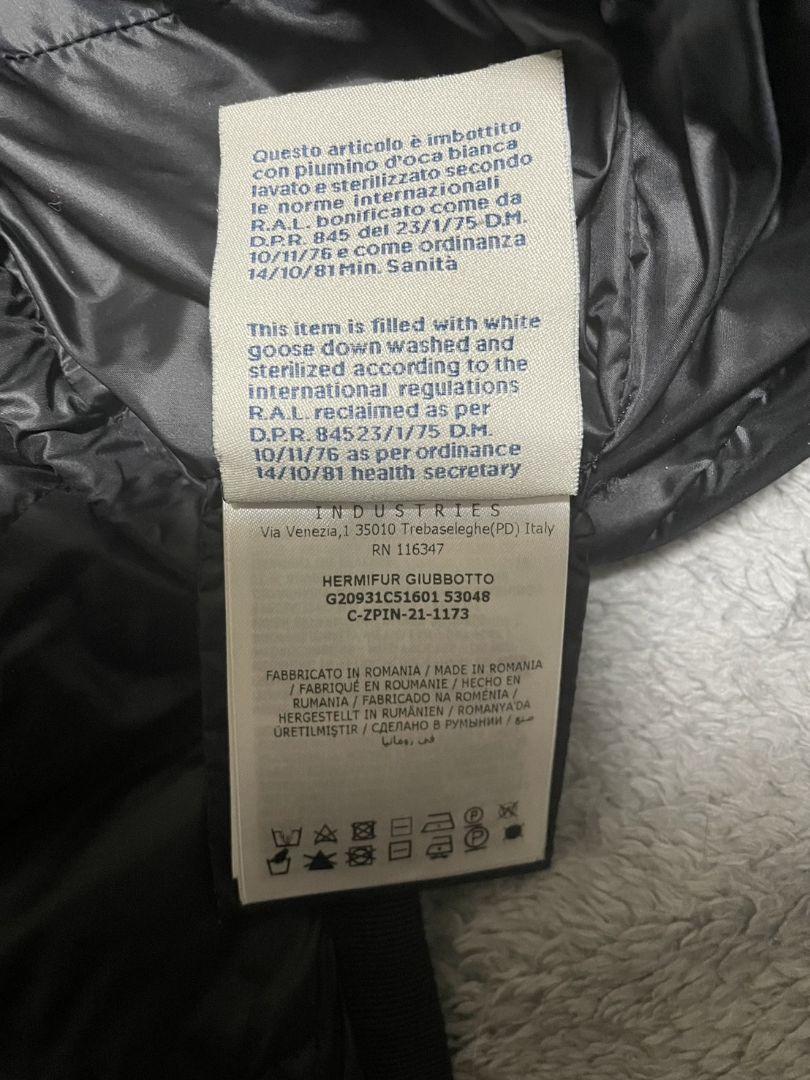 Questo articolo è imbottito
con piumino d'oca bianca
lavato e sterilizzato secondo
le norme internazionali
R.A.L. bonificato come da
D.P.R. 845 del 23/1/75 D.M.
10/11/76 e come ordinanza
14/10/81 Min. Sanità
This item is filled with white
goose down washed and
sterilized according to the
international regulations
R.A.L. reclaimed as per
D.P.R. 84523/1/75 D.M.
10/11/76 as per ordinance
14/10/81 health secretary
INDUSTRIES
Via Venezia,1 35010 Trebaseleghe(PD) Italy
RN 116347
HERMIFUR GIUBBOTTO
G20931C51601 53048
C-ZPIN-21-1173
FABBRICATO IN ROMANIA / MADE IN ROMANIA
/ FABRIQUÉ EN ROUMANIE / HECHO EN
RUMANIA / FABRICADO NA ROMÉNIA /
HERGESTELLT IN RUMÄNIEN / ROMANYA'DA
ÜRETILMIŞTIR / СДЕЛАНО В РУМЫНИИ / صنع
في رومانيا
P
P